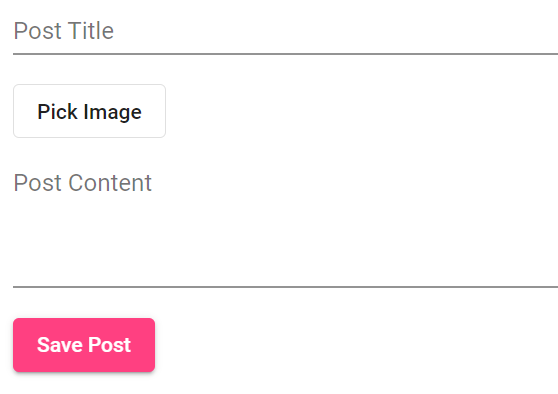 Post Title
Pick Image
Post Content
Save Post